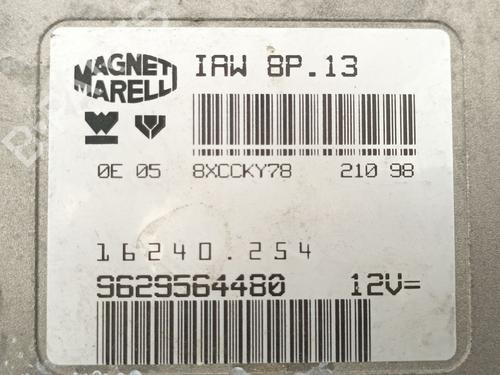 MAGNETI
MARELLI
IAW 8P.13
0E 05 8XCCKY78 210 98
16240.254
9629564480 12V=